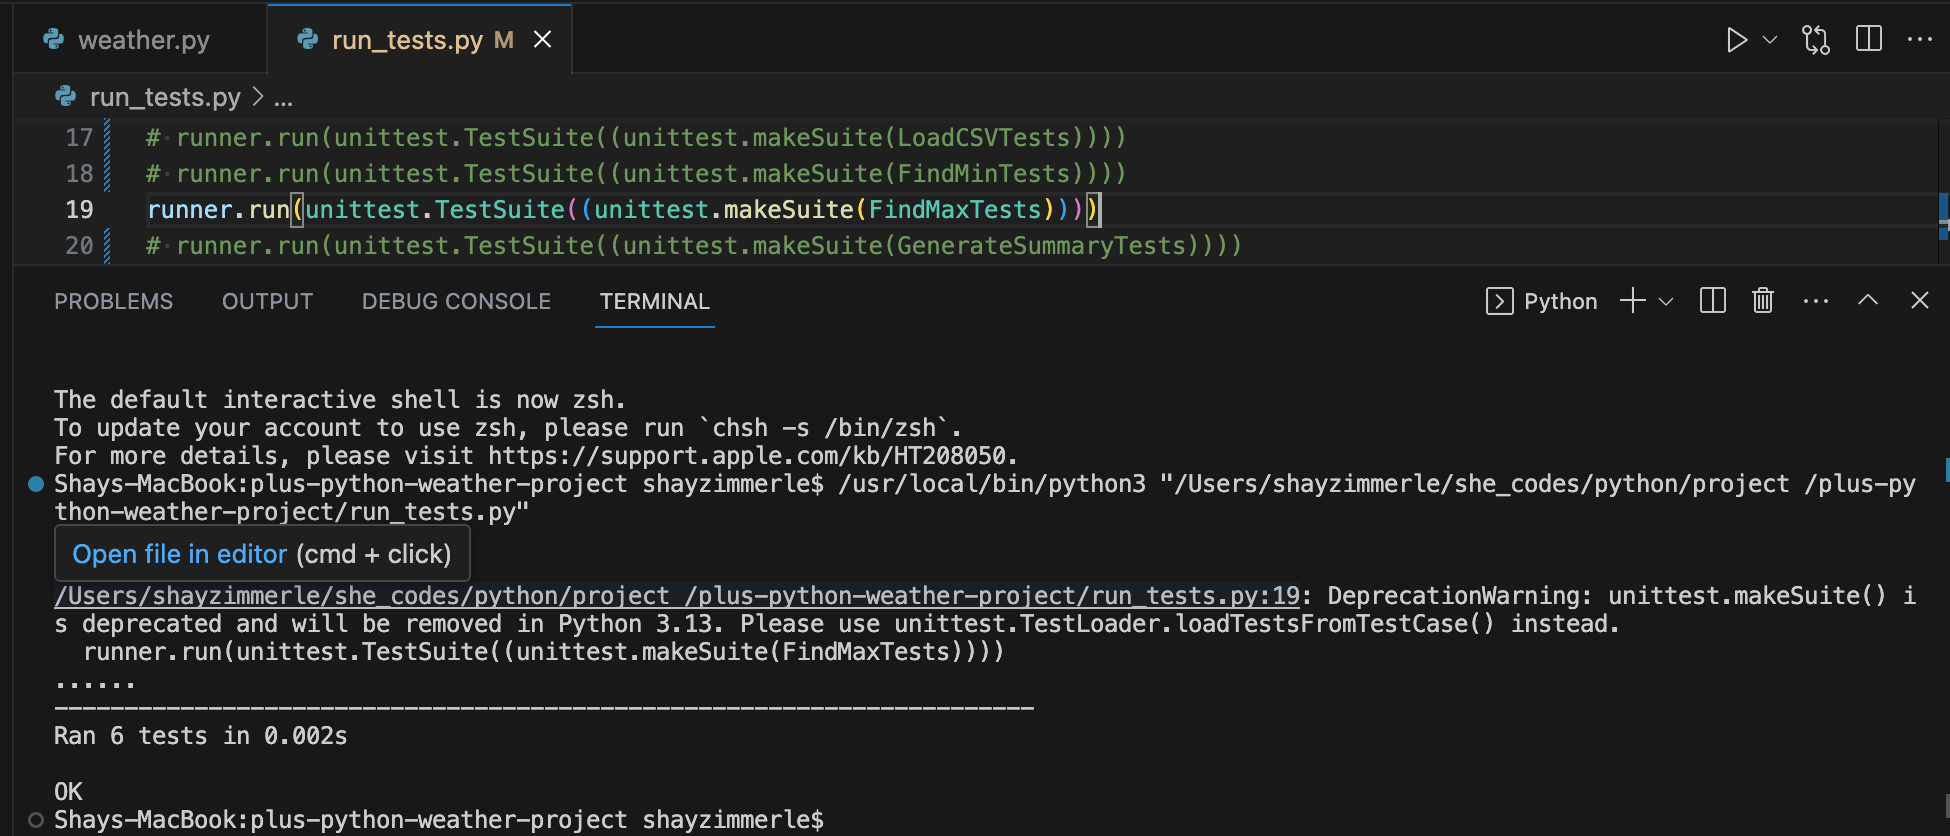 weather.py
run_tests.py M
run_tests.py > ...
17 # runner.run(unittest.TestSuite((unittest.makeSuite(LoadCSVTests))))
18 # runner.run(unittest.TestSuite((unittest.makeSuite(FindMinTests))))
19 runner.run(unittest.TestSuite((unittest.makeSuite(FindMaxTests))))
20 # runner.run(unittest.TestSuite((unittest.makeSuite(GenerateSummaryTests))))
PROBLEMS OUTPUT DEBUG CONSOLE TERMINAL Python
The default interactive shell is now zsh.
To update your account to use zsh, please run `chsh -s /bin/zsh`.
For more details, please visit https://support.apple.com/kb/HT208050.
Shays-MacBook:plus-python-weather-project shayzimmerle$ /usr/local/bin/python3 "/Users/shayzimmerle/she_codes/python/project /plus-py
thon-weather-project/run_tests.py"
Open file in editor (cmd + click)
/Users/shayzimmerle/she_codes/python/project /plus-python-weather-project/run_tests.py:19: DeprecationWarning: unittest.makeSuite() i
s deprecated and will be removed in Python 3.13. Please use unittest.TestLoader.loadTestsFromTestCase() instead.
runner.run(unittest.TestSuite((unittest.makeSuite(FindMaxTests))))
......
----------------------------------------------------------------------
Ran 6 tests in 0.002s
OK
Shays-MacBook:plus-python-weather-project shayzimmerle$